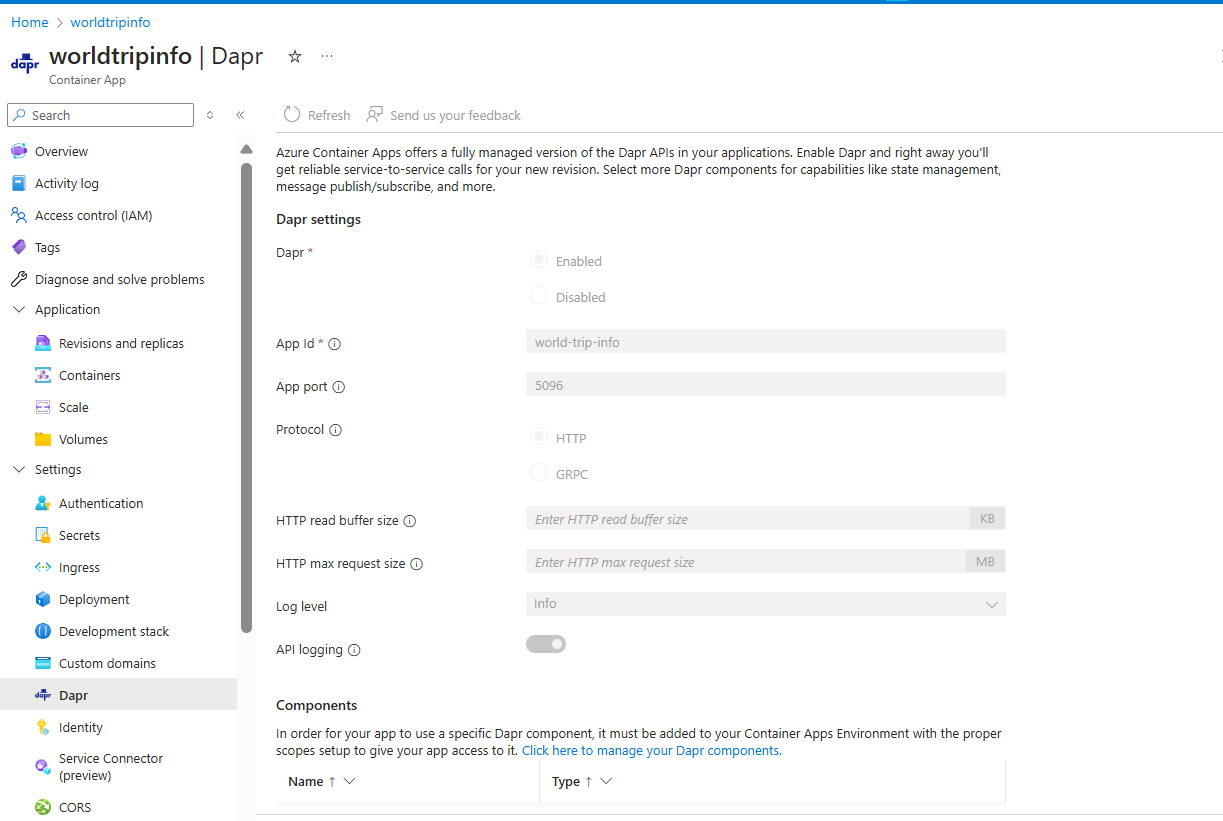 Home > worldtripinfo
dapr
worldtripinfo | Dapr
Container App
Search
Refresh
Send us your feedback
Overview
Activity log
Access control (IAM)
Tags
Diagnose and solve problems
Application
Revisions and replicas
Containers
Scale
Volumes
Settings
Authentication
Secrets
Ingress
Deployment
Development stack
Custom domains
dapr Dapr
Identity
Service Connector
(preview)
CORS
Azure Container Apps offers a fully managed version of the Dapr APIs in your applications. Enable Dapr and right away you'll
get reliable service-to-service calls for your new revision. Select more Dapr components for capabilities like state management,
message publish/subscribe, and more.
Dapr settings
Dapr *
Enabled
Disabled
App Id * world-trip-info
App port 5096
Protocol
HTTP
GRPC
HTTP read buffer size Enter HTTP read buffer size KB
HTTP max request size Enter HTTP max request size MB
Log level Info
API logging
Components
In order for your app to use a specific Dapr component, it must be added to your Container Apps Environment with the proper
scopes setup to give your app access to it. Click here to manage your Dapr components.
Name ↑ Type ↑